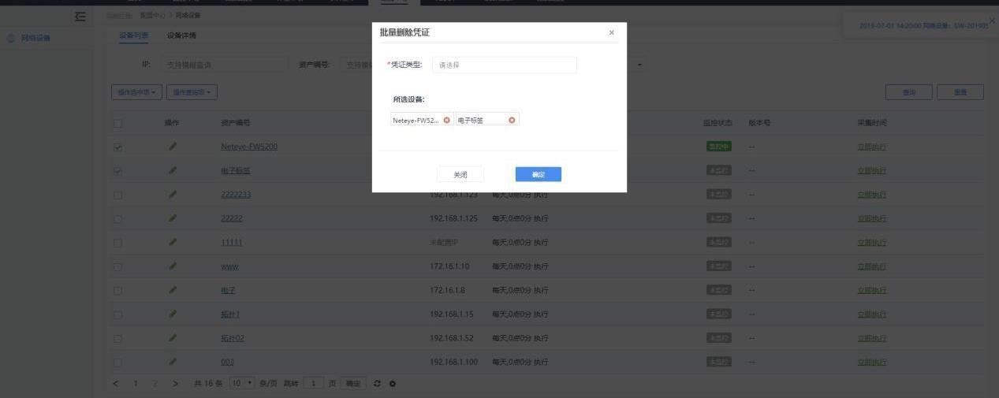 配置中心 > 网络设备
网络设备
2019-07-01 14:20:00 网络设备: SW-201905
设备列表 设备详情
批量删除凭证 ×
IP: 支持模糊查询 资产编号: 支持模
*凭证类型: 请选择
操作选中项 操作查询项 查询 重置
所选设备:
Neteye-FW52... 电子标签
操作 资产编号 监控状态 版本号 采集时间
Neteye-FW5200 监控中 -- 立即执行
电子标签 未监控 -- 立即执行
关闭 确定
2222233 192.168.1.123 每天,0点0分 执行 未监控 -- 立即执行
22222 192.168.1.125 每天,0点0分 执行 未监控 -- 立即执行
11111 未配置IP 每天,0点0分 执行 未监控 -- 立即执行
www 172.16.1.10 每天,0点0分 执行 未监控 -- 立即执行
电子 172.16.1.8 每天,0点0分 执行 未监控 -- 立即执行
拓扑1 192.168.1.15 每天,0点0分 执行 未监控 -- 立即执行
拓扑02 192.168.1.52 每天,0点0分 执行 未监控 -- 立即执行
003 192.168.1.100 每天,0点0分 执行 未监控 -- 立即执行
< 1 2 > 共 16 条 10 条/页 跳转 1 页 确定